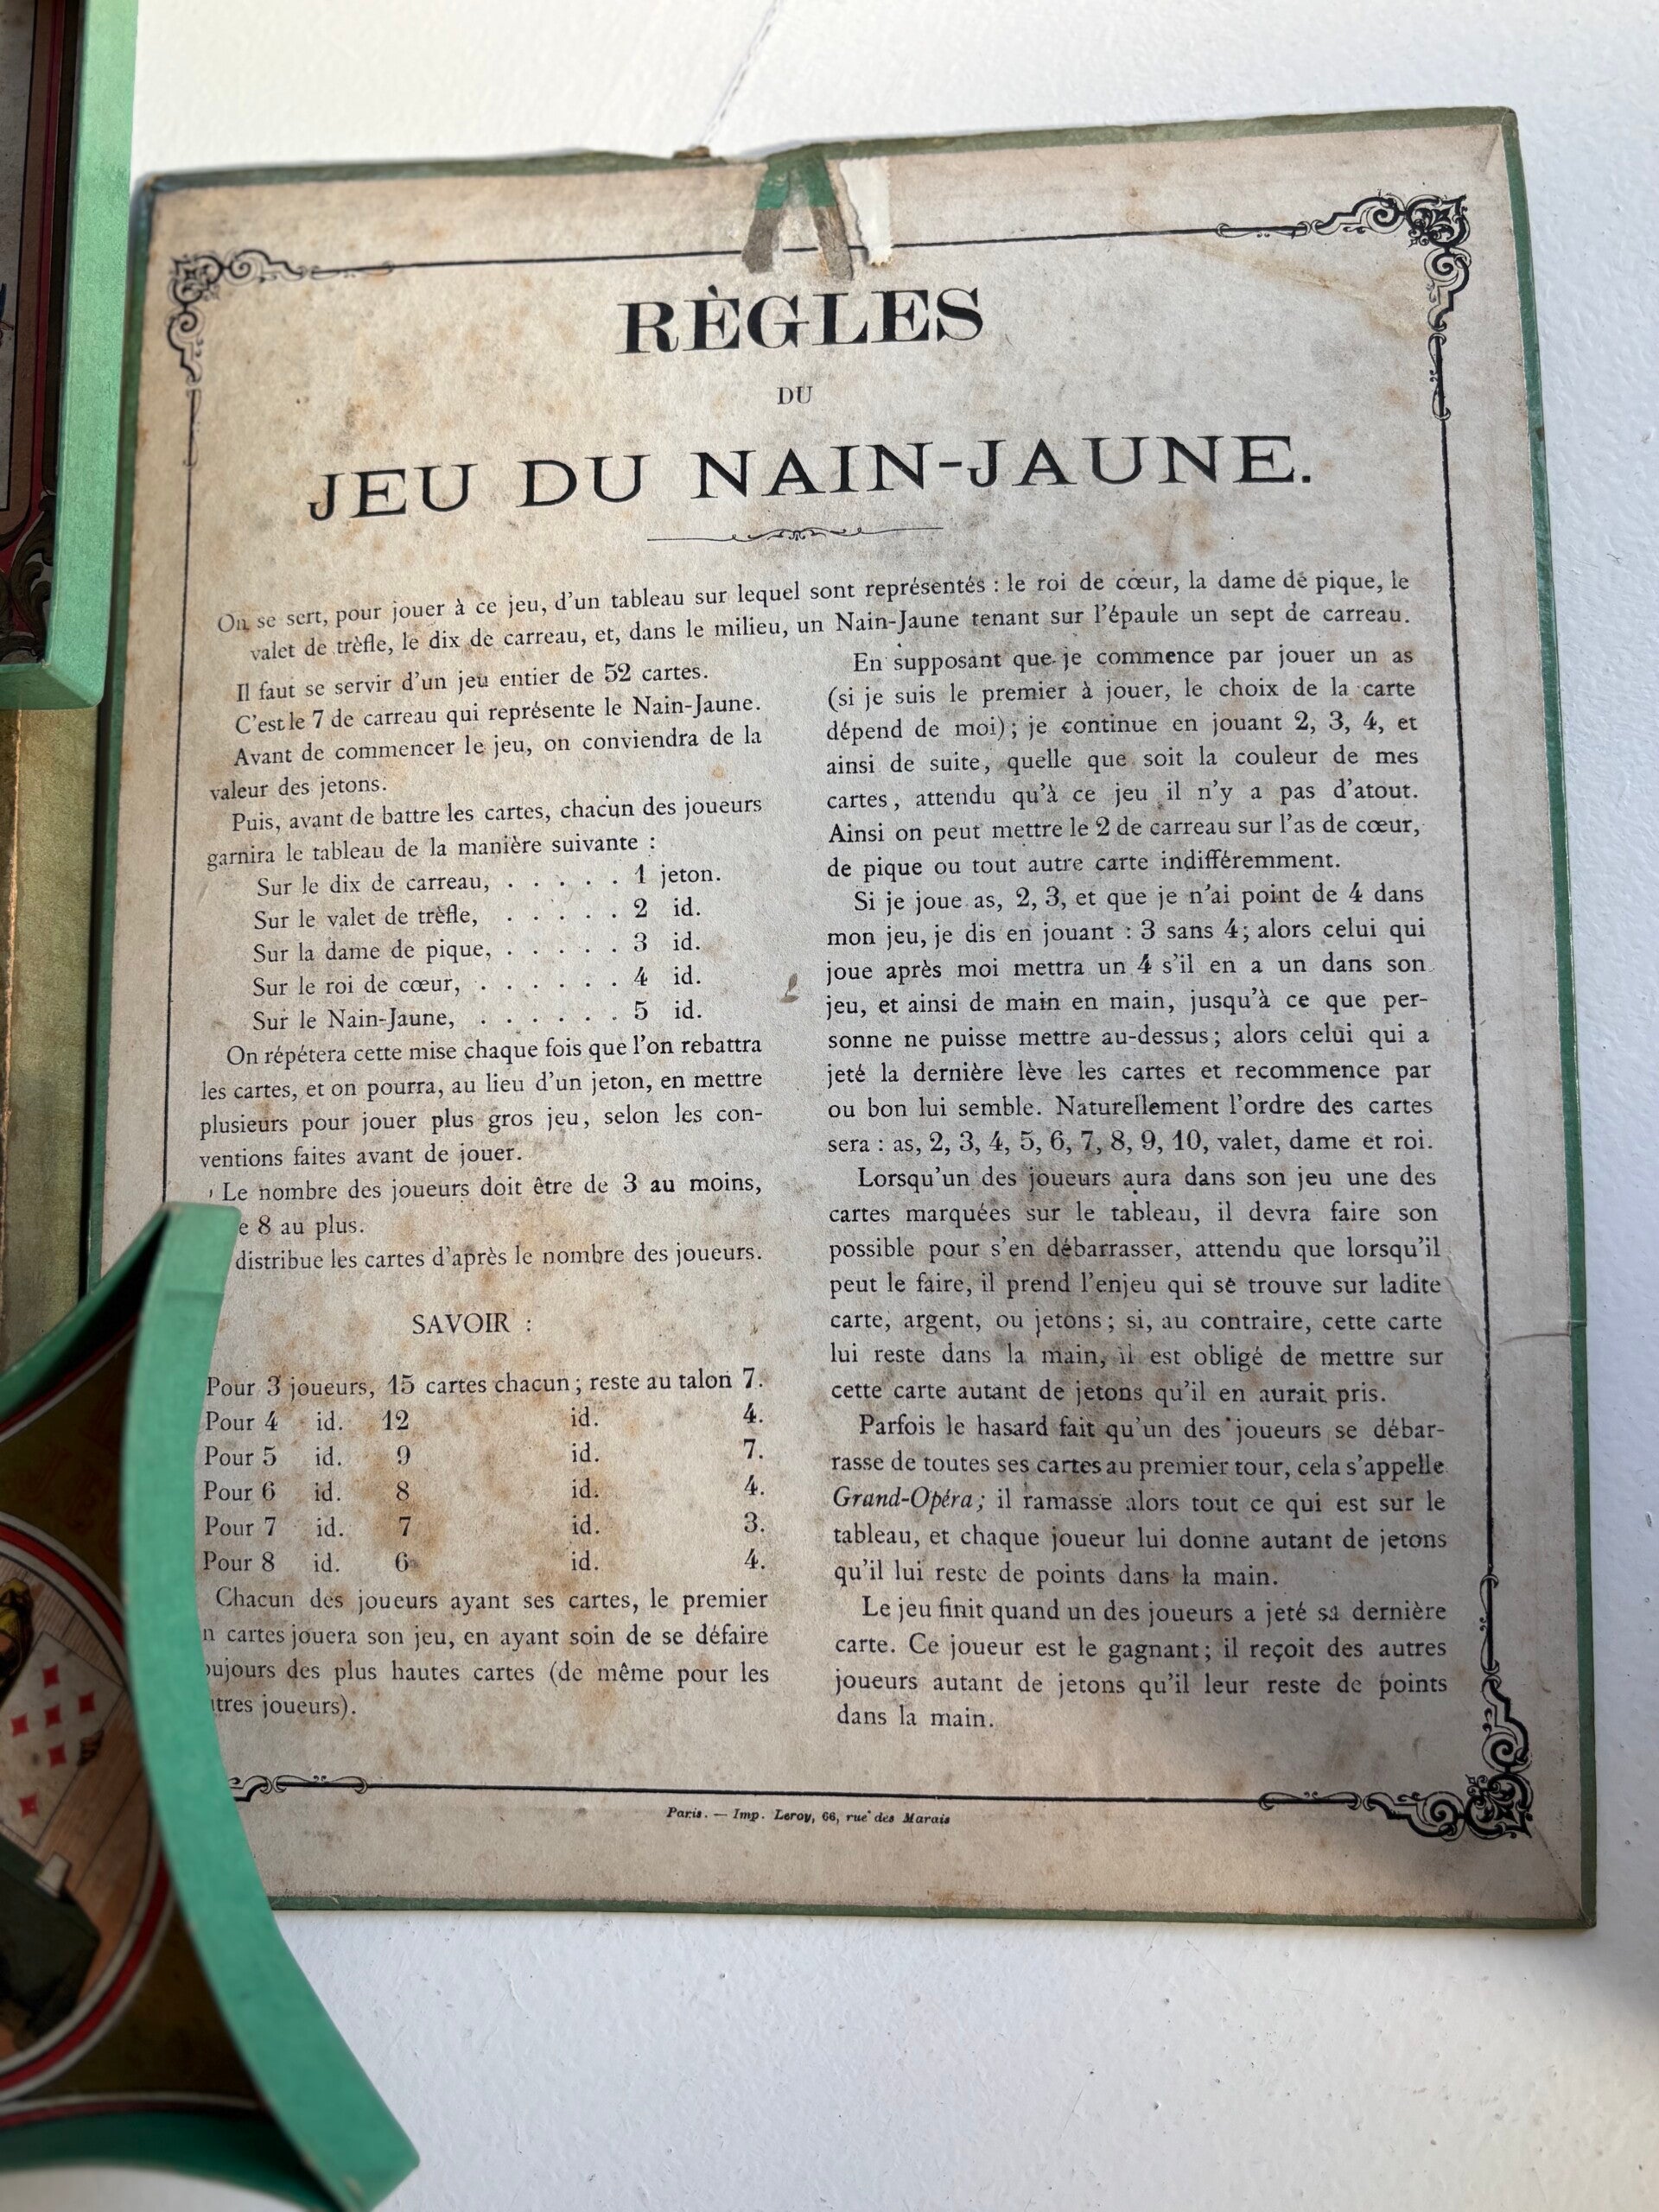 RÈGLES
DU
JEU DU NAIN-JAUNE.
On se sert, pour jouer à ce jeu, d'un tableau sur lequel sont représentés : le roi de cœur, la dame de pique, le
valet de trèfle, le dix de carreau, et, dans le milieu, un Nain-Jaune tenant sur l'épaule un sept de carreau.
Il faut se servir d'un jeu entier de 52 cartes.
C'est le 7 de carreau qui représente le Nain-Jaune.
Avant de commencer le jeu, on conviendra de la
valeur des jetons.
Puis, avant de battre les cartes, chacun des joueurs
garnira le tableau de la manière suivante :
Sur le dix de carreau, . . . . . 1 jeton.
Sur le valet de trèfle, . . . . . 2 id.
Sur la dame de pique, . . . . . 3 id.
Sur le roi de cœur, . . . . . . 4 id.
Sur le Nain-Jaune, . . . . . . 5 id.
On répétera cette mise chaque fois que l'on rebattra
les cartes, et on pourra, au lieu d'un jeton, en mettre
plusieurs pour jouer plus gros jeu, selon les con-
ventions faites avant de jouer.
Le nombre des joueurs doit être de 3 au moins,
8 au plus.
distribue les cartes d'après le nombre des joueurs.
SAVOIR :
Pour 3 joueurs, 15 cartes chacun ; reste au talon 7.
Pour 4 id. 12 id. 4.
Pour 5 id. 9 id. 7.
Pour 6 id. 8 id. 4.
Pour 7 id. 7 id. 3.
Pour 8 id. 6 id. 4.
Chacun des joueurs ayant ses cartes, le premier
cartes jouera son jeu, en ayant soin de se défaire
des plus hautes cartes (de même pour les
joueurs).
En supposant que je commence par jouer un as
(si je suis le premier à jouer, le choix de la carte
dépend de moi) ; je continue en jouant 2, 3, 4, et
ainsi de suite, quelle que soit la couleur de mes
cartes, attendu qu'à ce jeu il n'y a pas d'atout.
Ainsi on peut mettre le 2 de carreau sur l'as de cœur,
de pique ou tout autre carte indifféremment.
Si je joue as, 2, 3, et que je n'ai point de 4 dans
mon jeu, je dis en jouant : 3 sans 4 ; alors celui qui
joue après moi mettra un 4 s'il en a un dans son
jeu, et ainsi de main en main, jusqu'à ce que per-
sonne ne puisse mettre au-dessus ; alors celui qui a
jeté la dernière lève les cartes et recommence par
ou bon lui semble. Naturellement l'ordre des cartes
sera : as, 2, 3, 4, 5, 6, 7, 8, 9, 10, valet, dame et roi.
Lorsqu'un des joueurs aura dans son jeu une des
cartes marquées sur le tableau, il devra faire son
possible pour s'en débarrasser, attendu que lorsqu'il
peut le faire, il prend l'enjeu qui se trouve sur ladite
carte, argent, ou jetons ; si, au contraire, cette carte
lui reste dans la main, il est obligé de mettre sur
cette carte autant de jetons qu'il en aurait pris.
Parfois le hasard fait qu'un des joueurs se débar-
rasse de toutes ses cartes au premier tour, cela s'appelle
Grand-Opéra ; il ramasse alors tout ce qui est sur le
tableau, et chaque joueur lui donne autant de jetons
qu'il lui reste de points dans la main.
Le jeu finit quand un des joueurs a jeté sa dernière
carte. Ce joueur est le gagnant ; il reçoit des autres
joueurs autant de jetons qu'il leur reste de points
dans la main.
Paris. — Imp. Leroy, 66, rue des Marais